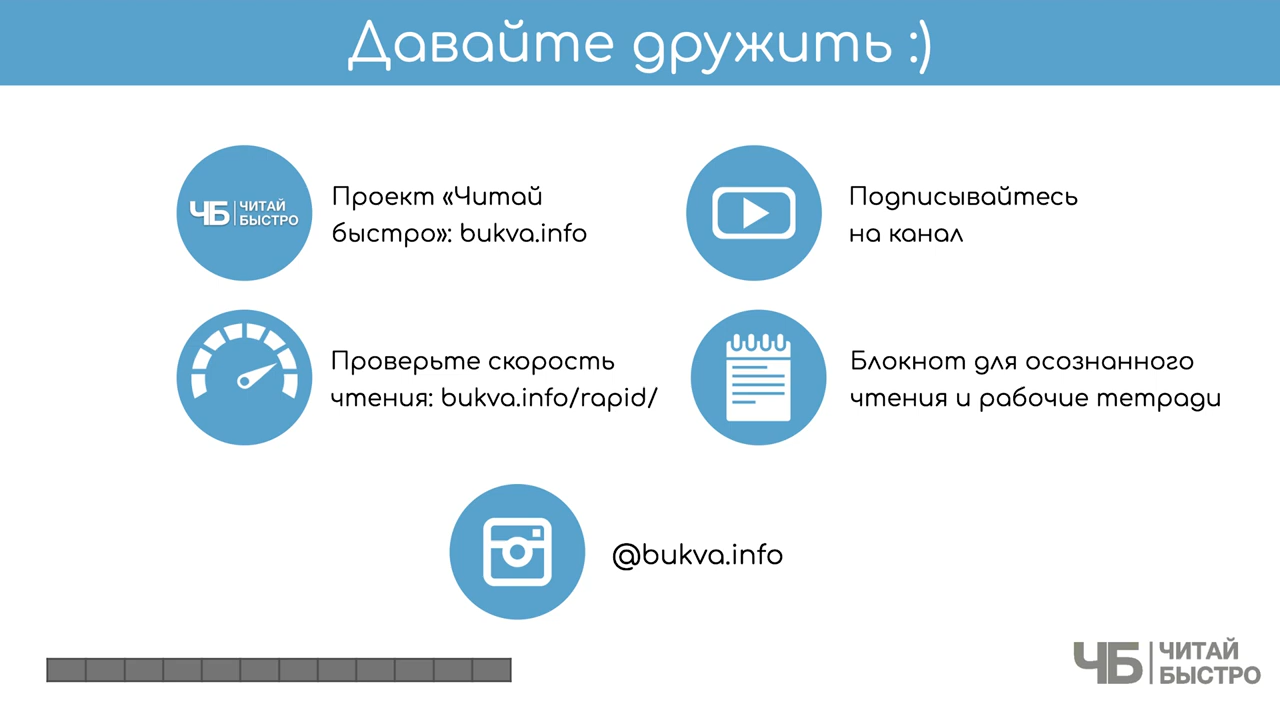 Давайте дружить :)
ЧБ ЧИТАЙ
БЫСТРО
Проект «Читай
быстро»: bukva.info
Подписывайтесь
на канал
Проверьте скорость
чтения: bukva.info/rapid/
Блокнот для осознанного
чтения и рабочие тетради
@bukva.info
ЧБ ЧИТАЙ
БЫСТРО